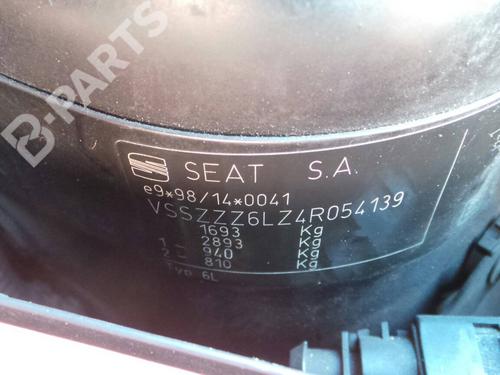 B-PARTS
SEAT S.A.
e9*98/14*0041
VSSZZZ6LZ4R054139
1693 Kg
2893 Kg
1 - 940 Kg
2 - 810 Kg
Typ 6L